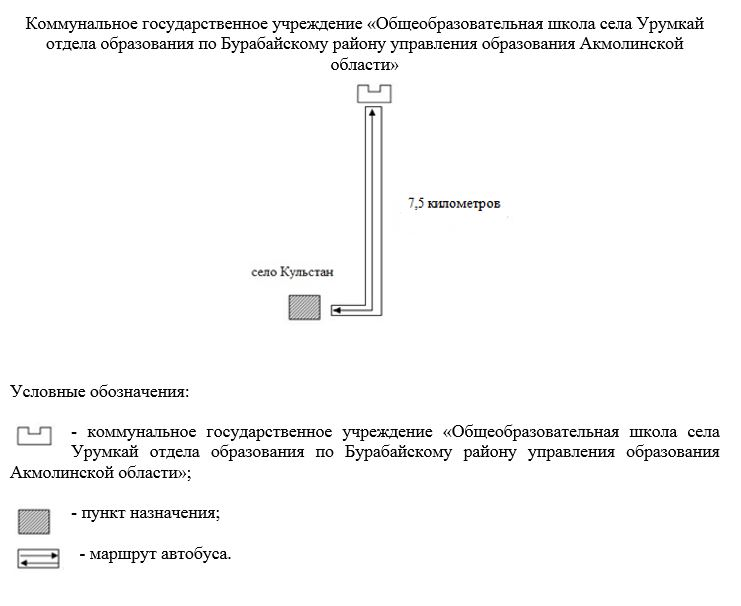 Коммунальное государственное учреждение «Общеобразовательная школа села Урумкай
отдела образования по Бурабайскому району управления образования Акмолинской
области»
7,5 километров
село Кульстан
Условные обозначения:
- коммунальное государственное учреждение «Общеобразовательная школа села
Урумкай отдела образования по Бурабайскому району управления образования
Акмолинской области»;
- пункт назначения;
- маршрут автобуса.